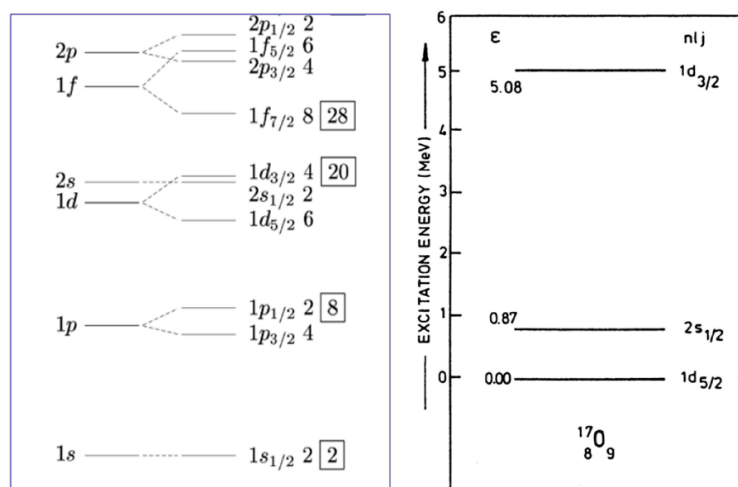 2p
2p1/2 2
1f5/2 6
2p3/2 4
1f
1f7/2 8 28
1d3/2 4 20
2s
2s1/2 2
1d
1d5/2 6
1p1/2 2 8
1p
1p3/2 4
1s
1s1/2 2 2
EXCITATION ENERGY (MeV)
6
5
4
3
2
1
0
ε nlj
5.08 1d3/2
0.87 2s1/2
0.00 1d5/2
17 8 O 9